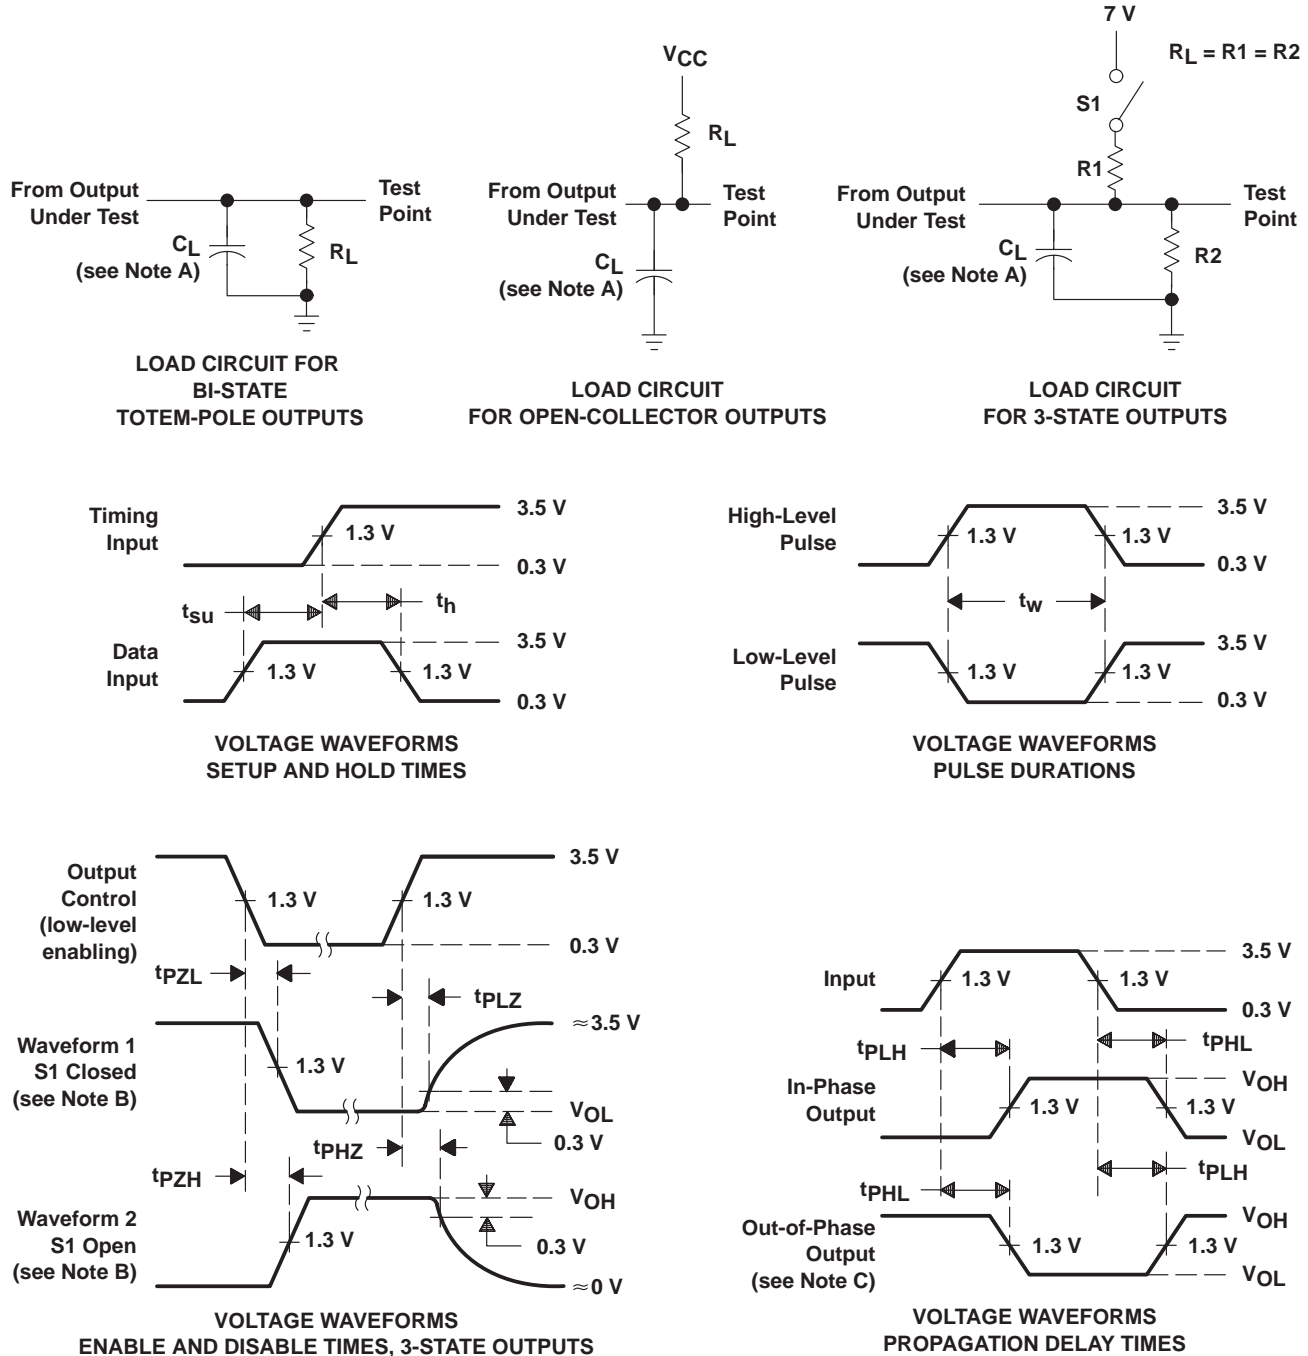 From Output
Under Test
Test
Point
CL
(see Note A)
RL
LOAD CIRCUIT FOR
BI-STATE
TOTEM-POLE OUTPUTS
VCC
RL
From Output
Under Test
Test
Point
CL
(see Note A)
LOAD CIRCUIT
FOR OPEN-COLLECTOR OUTPUTS
7 V
RL = R1 = R2
S1
R1
From Output
Under Test
Test
Point
CL
(see Note A)
R2
LOAD CIRCUIT
FOR 3-STATE OUTPUTS
Timing
Input
1.3 V
3.5 V
0.3 V
tsu
th
Data
Input
1.3 V
1.3 V
3.5 V
0.3 V
VOLTAGE WAVEFORMS
SETUP AND HOLD TIMES
High-Level
Pulse
1.3 V
1.3 V
3.5 V
0.3 V
tw
Low-Level
Pulse
1.3 V
1.3 V
3.5 V
0.3 V
VOLTAGE WAVEFORMS
PULSE DURATIONS
Output
Control
(low-level
enabling)
1.3 V
1.3 V
3.5 V
0.3 V
tPZL
tPLZ
Waveform 1
S1 Closed
(see Note B)
1.3 V
≈3.5 V
VOL
0.3 V
tPHZ
tPZH
Waveform 2
S1 Open
(see Note B)
1.3 V
VOH
0.3 V
≈0 V
VOLTAGE WAVEFORMS
ENABLE AND DISABLE TIMES, 3-STATE OUTPUTS
Input
1.3 V
1.3 V
3.5 V
0.3 V
tPLH
tPHL
In-Phase
Output
1.3 V
1.3 V
VOH
VOL
tPHL
tPLH
Out-of-Phase
Output
(see Note C)
1.3 V
1.3 V
VOH
VOL
VOLTAGE WAVEFORMS
PROPAGATION DELAY TIMES